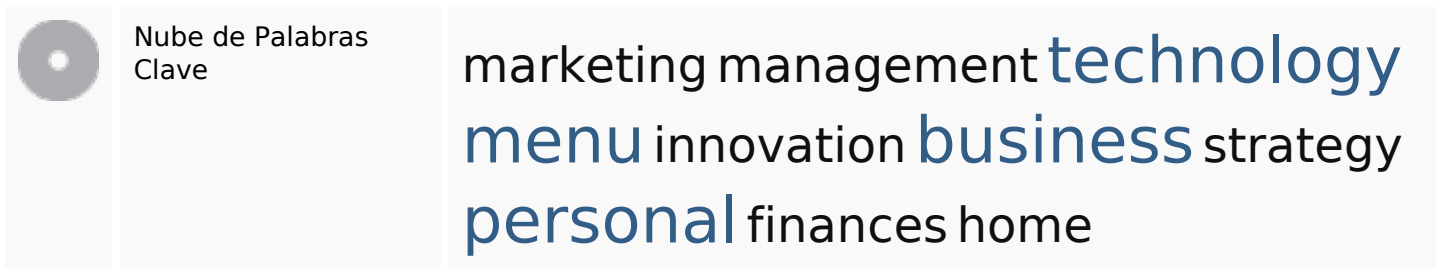 Nube de Palabras
Clave
marketing management technology
menu innovation business strategy
personal finances home